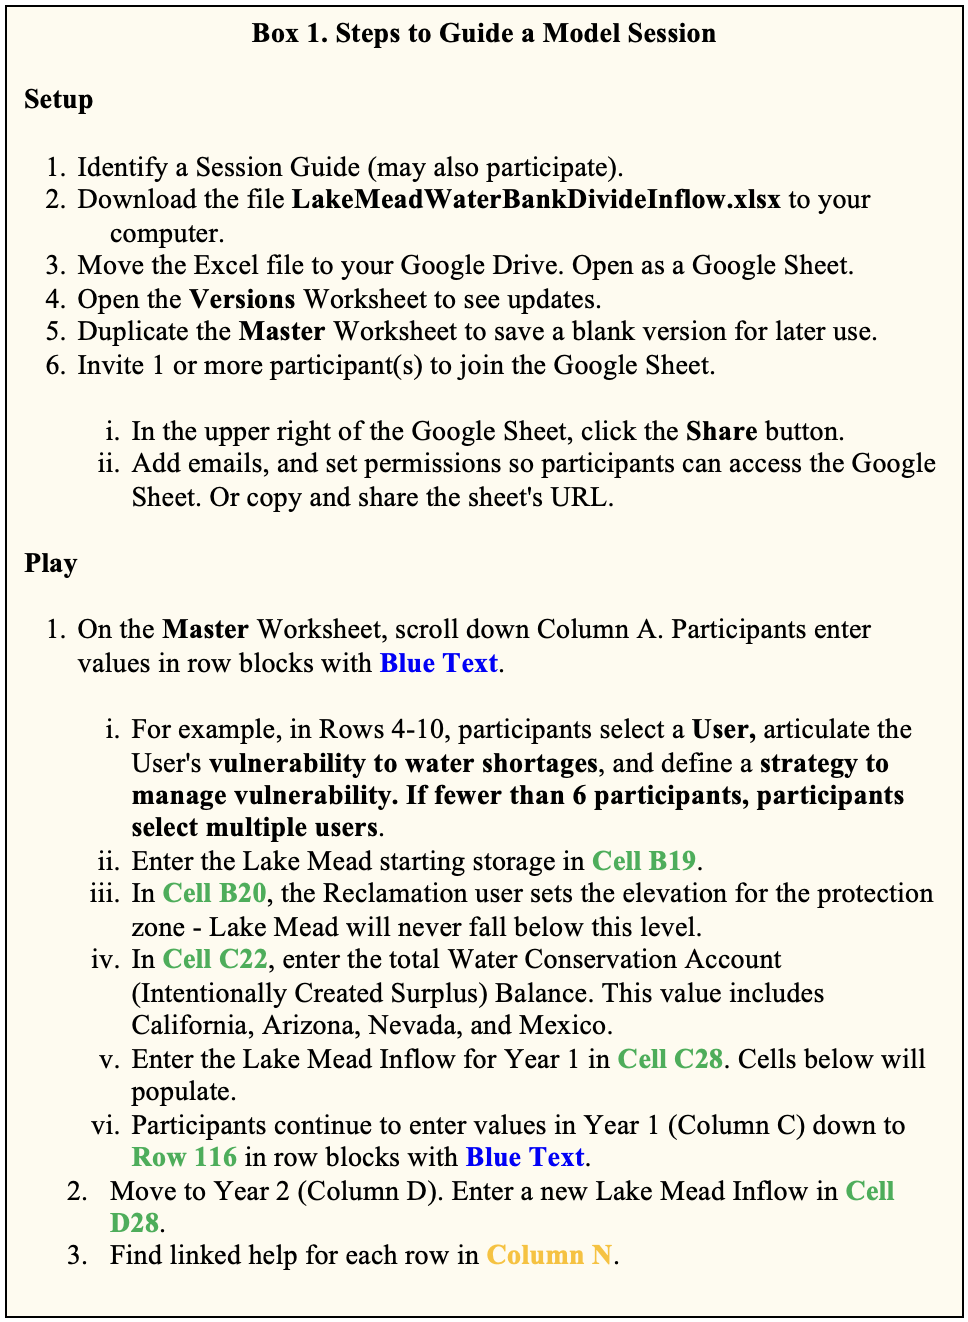 Box 1. Steps to Guide a Model Session
Setup
1. Identify a Session Guide (may also participate).
2. Download the file LakeMeadWaterBankDivideInflow.xlsx to your
computer.
3. Move the Excel file to your Google Drive. Open as a Google Sheet.
4. Open the Versions Worksheet to see updates.
5. Duplicate the Master Worksheet to save a blank version for later use.
6. Invite 1 or more participant(s) to join the Google Sheet.
i. In the upper right of the Google Sheet, click the Share button.
ii. Add emails, and set permissions so participants can access the Google
Sheet. Or copy and share the sheet's URL.
Play
1. On the Master Worksheet, scroll down Column A. Participants enter
values in row blocks with Blue Text.
i. For example, in Rows 4-10, participants select a User, articulate the
User's vulnerability to water shortages, and define a strategy to
manage vulnerability. If fewer than 6 participants, participants
select multiple users.
ii. Enter the Lake Mead starting storage in Cell B19.
iii. In Cell B20, the Reclamation user sets the elevation for the protection
zone - Lake Mead will never fall below this level.
iv. In Cell C22, enter the total Water Conservation Account
(Intentionally Created Surplus) Balance. This value includes
California, Arizona, Nevada, and Mexico.
v. Enter the Lake Mead Inflow for Year 1 in Cell C28. Cells below will
populate.
vi. Participants continue to enter values in Year 1 (Column C) down to
Row 116 in row blocks with Blue Text.
2. Move to Year 2 (Column D). Enter a new Lake Mead Inflow in Cell
D28.
3. Find linked help for each row in Column N.